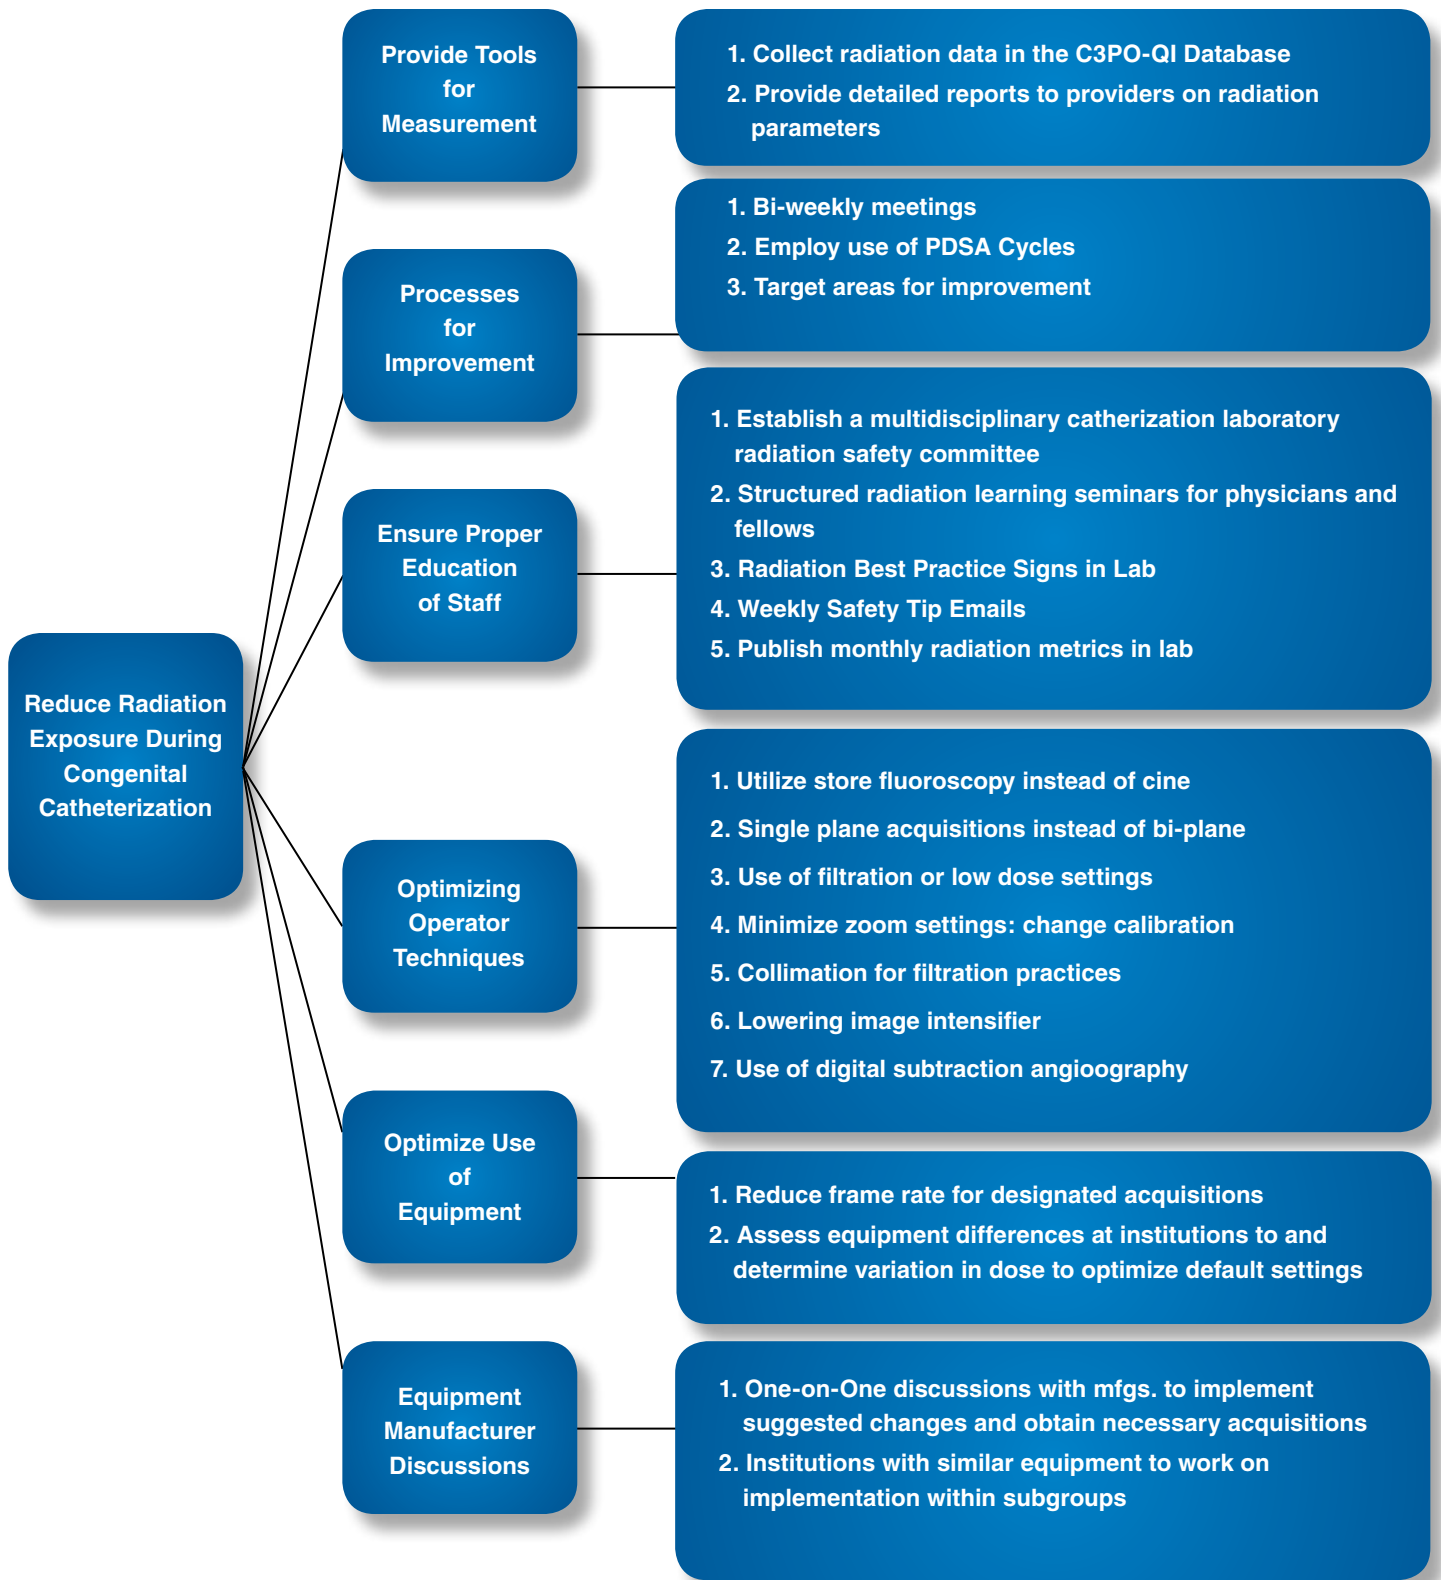 Provide Tools
for
Measurement
1. Collect radiation data in the C3PO-QI Database
2. Provide detailed reports to providers on radiation
parameters
Processes
for
Improvement
1. Bi-weekly meetings
2. Employ use of PDSA Cycles
3. Target areas for improvement
Ensure Proper
Education
of Staff
1. Establish a multidisciplinary catherization laboratory
radiation safety committee
2. Structured radiation learning seminars for physicians and
fellows
3. Radiation Best Practice Signs in Lab
4. Weekly Safety Tip Emails
5. Publish monthly radiation metrics in lab
Reduce Radiation
Exposure During
Congenital
Catheterization
Optimizing
Operator
Techniques
1. Utilize store fluoroscopy instead of cine
2. Single plane acquisitions instead of bi-plane
3. Use of filtration or low dose settings
4. Minimize zoom settings: change calibration
5. Collimation for filtration practices
6. Lowering image intensifier
7. Use of digital subtraction angioography
Optimize Use
of
Equipment
1. Reduce frame rate for designated acquisitions
2. Assess equipment differences at institutions to and
determine variation in dose to optimize default settings
Equipment
Manufacturer
Discussions
1. One-on-One discussions with mfgs. to implement
suggested changes and obtain necessary acquisitions
2. Institutions with similar equipment to work on
implementation within subgroups